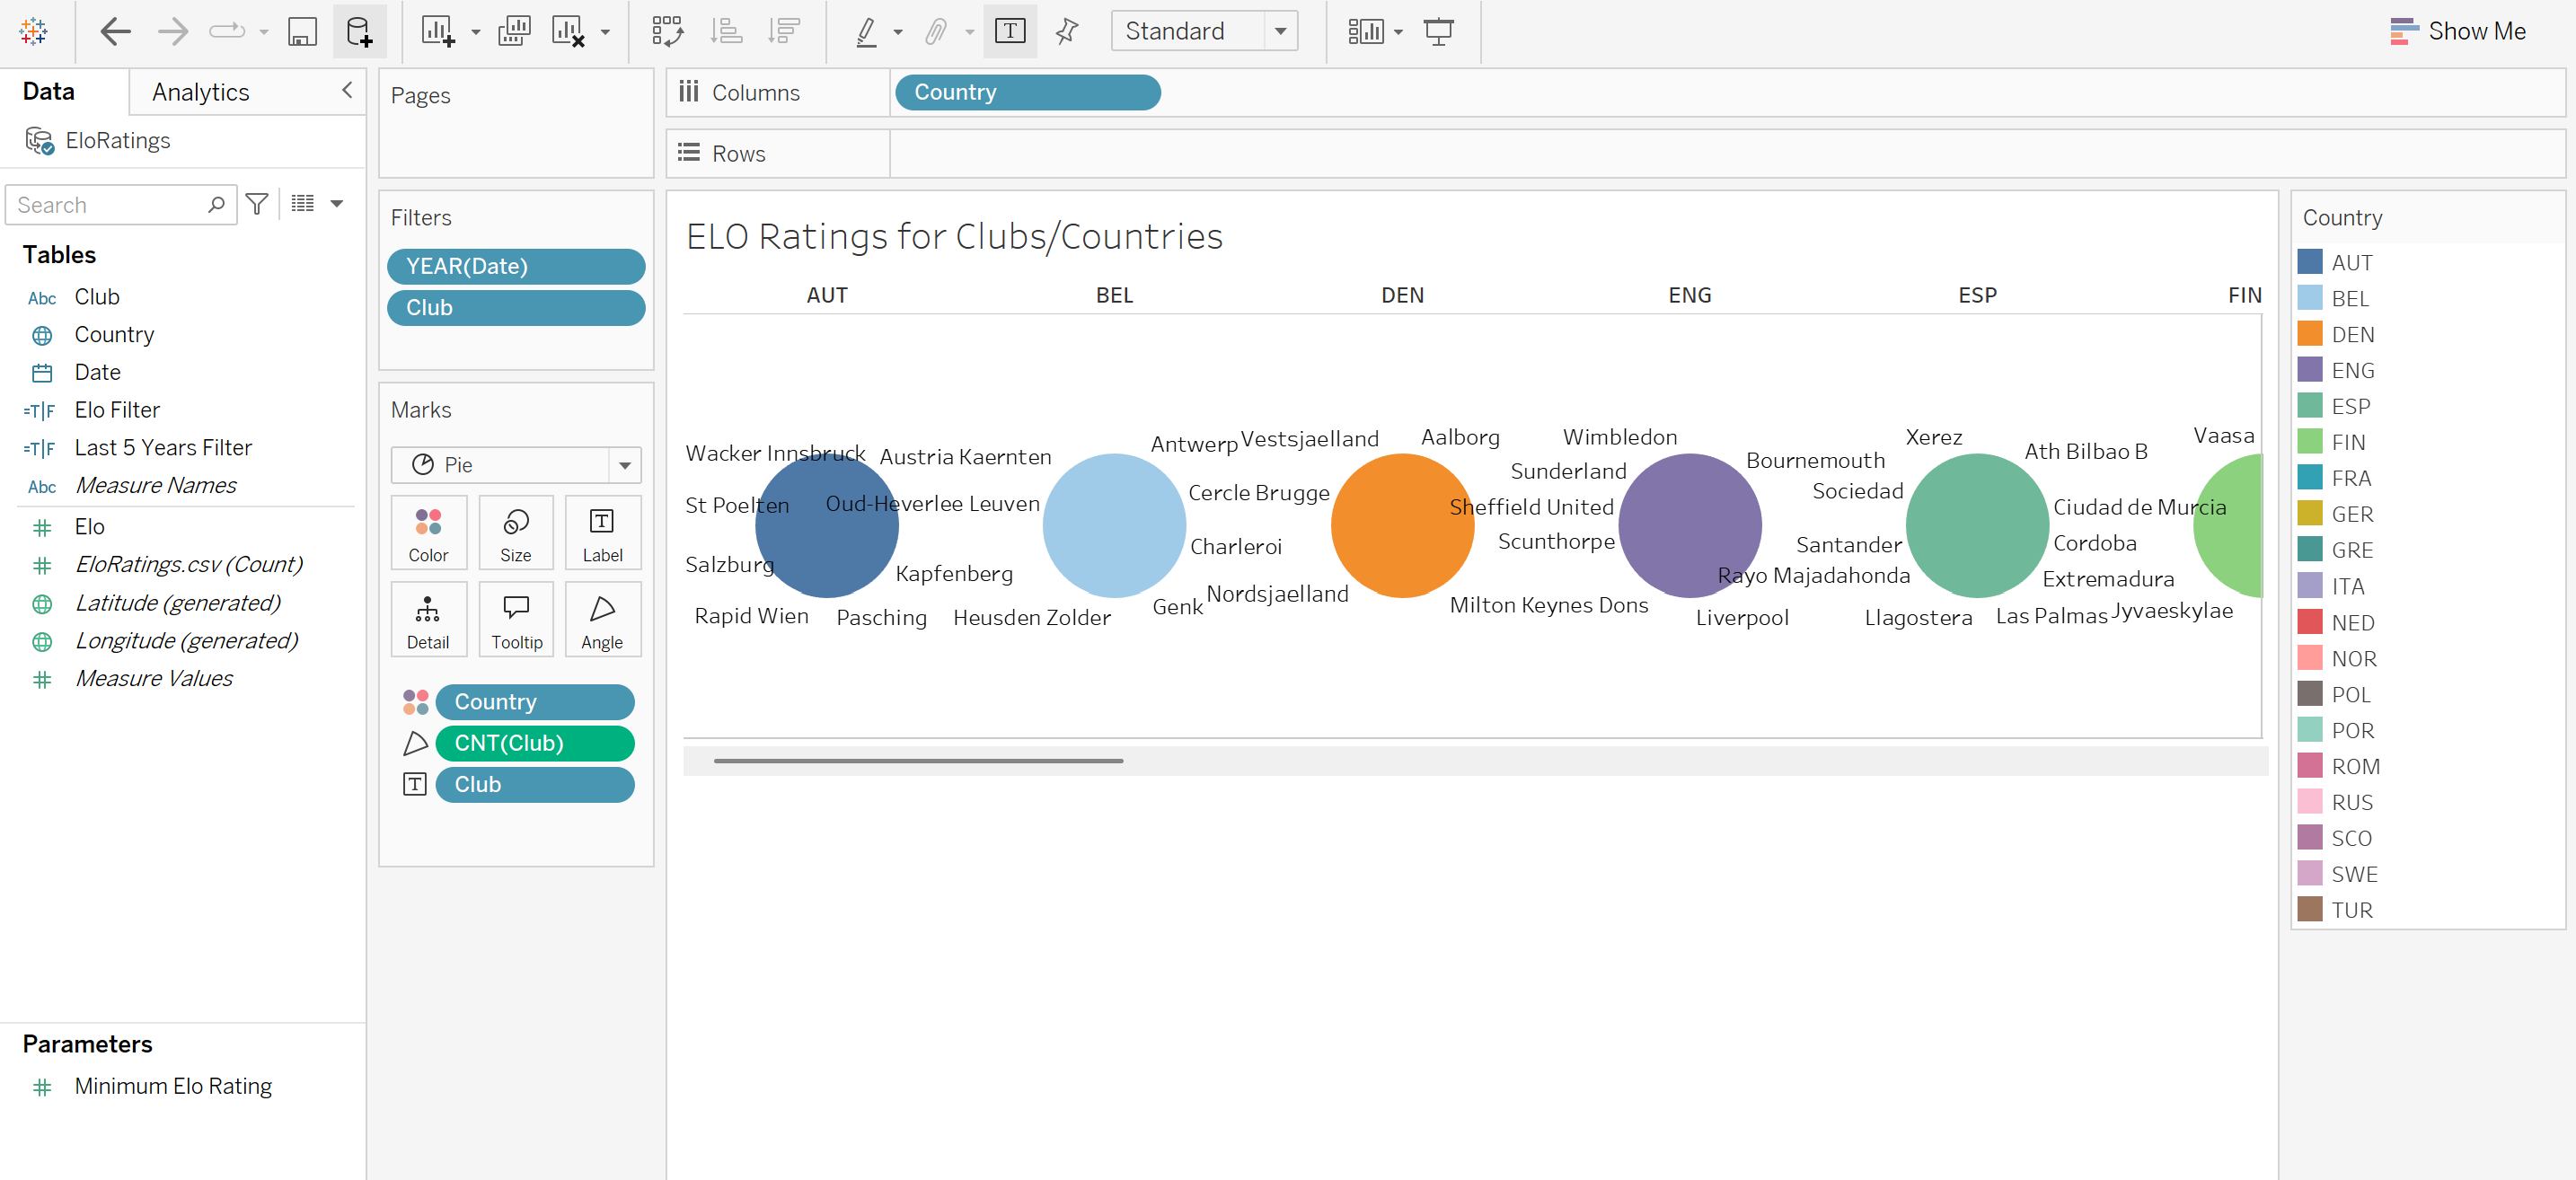 Standard
Show Me
Data
Analytics
EloRatings
Search
Tables
Abc Club
Country
Date
=T|F Elo Filter
=T|F Last 5 Years Filter
Abc Measure Names
Elo
EloRatings.csv (Count)
Latitude (generated)
Longitude (generated)
Measure Values
Parameters
Minimum Elo Rating
Pages
Filters
YEAR(Date)
Club
Marks
Pie
Color
Size
Label
Detail
Tooltip
Angle
Country
CNT(Club)
Club
Columns
Country
Rows
ELO Ratings for Clubs/Countries
AUT BEL DEN ENG ESP FIN
Wacker Innsbruck
St Poelten
Salzburg
Rapid Wien
Pasching
Kapfenberg
Austria Kaernten
Oud-Heverlee Leuven
Heusden Zolder
Antwerp
Cercle Brugge
Charleroi
Genk
Vestsjaelland
Aalborg
Nordsjaelland
Wimbledon
Sunderland
Sheffield United
Scunthorpe
Milton Keynes Dons
Bournemouth
Liverpool
Xerez
Sociedad
Santander
Rayo Majadahonda
Llagostera
Ath Bilbao B
Ciudad de Murcia
Cordoba
Extremadura
Las Palmas
Vaasa
Jyvaeskylae
Country
AUT
BEL
DEN
ENG
ESP
FIN
FRA
GER
GRE
ITA
NED
NOR
POL
POR
ROM
RUS
SCO
SWE
TUR